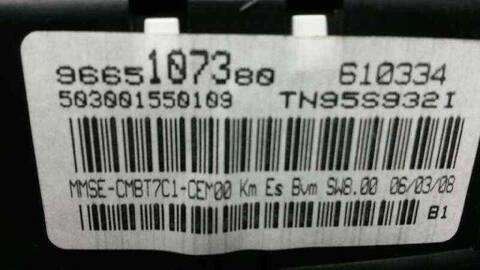 9665107380 610334
503001550109 TN95S932I
MMSE-CMBT7C1-CEM00 Km Es Bvm SW8.00 06/03/08
B1